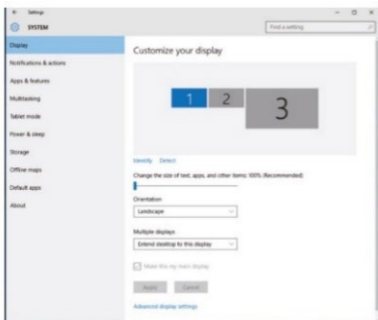 Settings
SYSTEM
Find a setting
Display
Notifications & actions
Apps & features
Multitasking
Tablet mode
Power & sleep
Storage
Offline maps
Default apps
About
Customize your display
1 2 3
Identify Detect
Change the size of text, apps, and other items: 100% (Recommended)
Orientation
Landscape
Multiple displays
Extend desktop to this display
Make this my main display
Apply Cancel
Advanced display settings